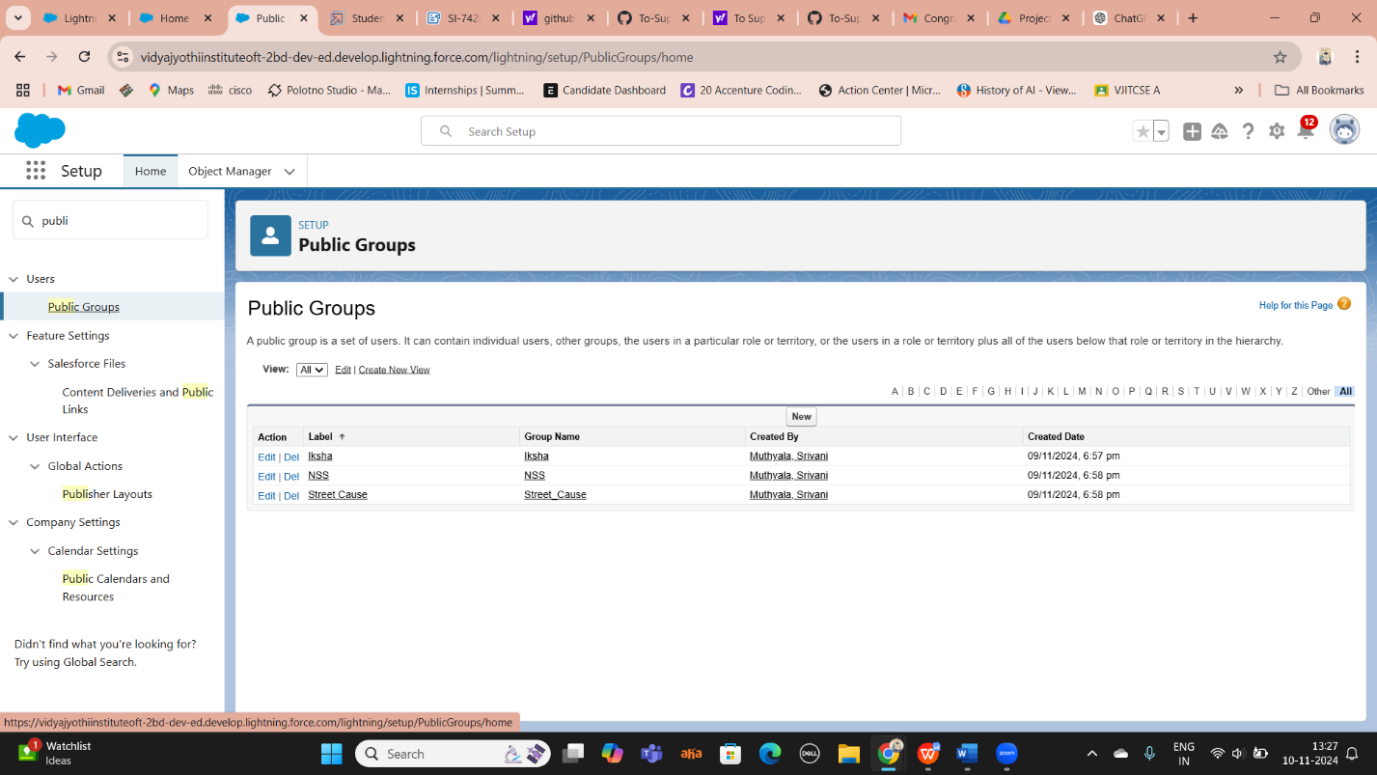 Lightni
Home
Public
Studen
SI-742
github
To-Sup
To Sup
To-Sup
Congr
Project
ChatG
vidyajyothiinstituteoft-2bd-dev-ed.develop.lightning.force.com/lightning/setup/PublicGroups/home
Gmail
Maps
cisco
Polotno Studio - Ma...
Internships | Summ...
Candidate Dashboard
20 Accenture Codin...
Action Center | Micr...
History of AI - View...
VJITCSE A
»
All Bookmarks
Search Setup
12
Setup
Home
Object Manager
publi
Users
Public Groups
Feature Settings
Salesforce Files
Content Deliveries and Public
Links
User Interface
Global Actions
Publisher Layouts
Company Settings
Calendar Settings
Public Calendars and
Resources
Didn't find what you're looking for?
Try using Global Search.
SETUP
Public Groups
Public Groups
Help for this Page ?
A public group is a set of users. It can contain individual users, other groups, the users in a particular role or territory, or the users in a role or territory plus all of the users below that role or territory in the hierarchy.
View: All Edit | Create New View
A | B | C | D | E | F | G | H | I | J | K | L | M | N | O | P | Q | R | S | T | U | V | W | X | Y | Z | Other | All
New
Action Label Group Name Created By Created Date
Edit | Del Iksha Iksha Muthyala, Srivani 09/11/2024, 6:57 pm
Edit | Del NSS NSS Muthyala, Srivani 09/11/2024, 6:58 pm
Edit | Del Street Cause Street_Cause Muthyala, Srivani 09/11/2024, 6:58 pm
https://vidyajyothiinstituteoft-2bd-dev-ed.develop.lightning.force.com/lightning/setup/PublicGroups/home
1
Watchlist
Ideas
Search
aha
DELL
zoom
ENG
IN
13:27
10-11-2024